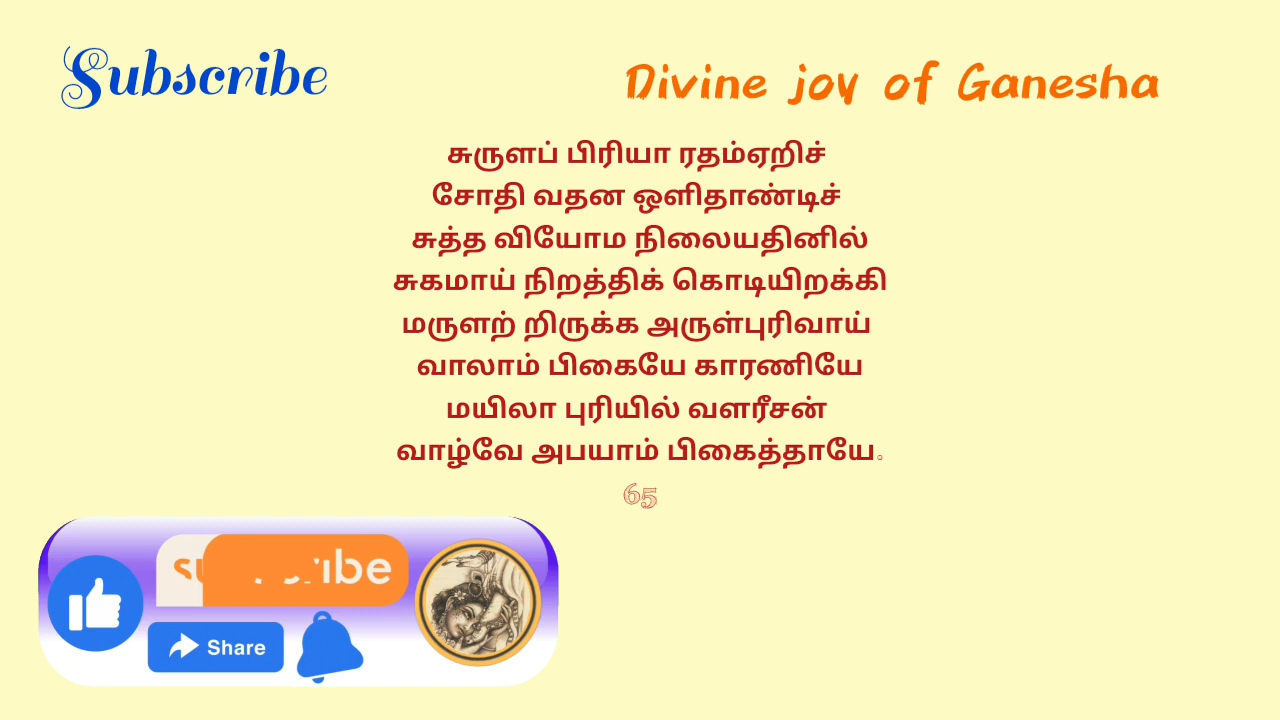 Subscribe
Divine joy of Ganesha
சுருளப் பிரியா ரதம்ஏறிச்
சோதி வதன ஒளிதாண்டிச்
சுத்த வியோம நிலையதினில்
சுகமாய் நிறத்திக் கொடியிறக்கி
மருளற் றிருக்க அருள்புரிவாய்
வாலாம் பிகையே காரணியே
மயிலா புரியில் வளரீசன்
வாழ்வே அபயாம் பிகைத்தாயே.
65
Share